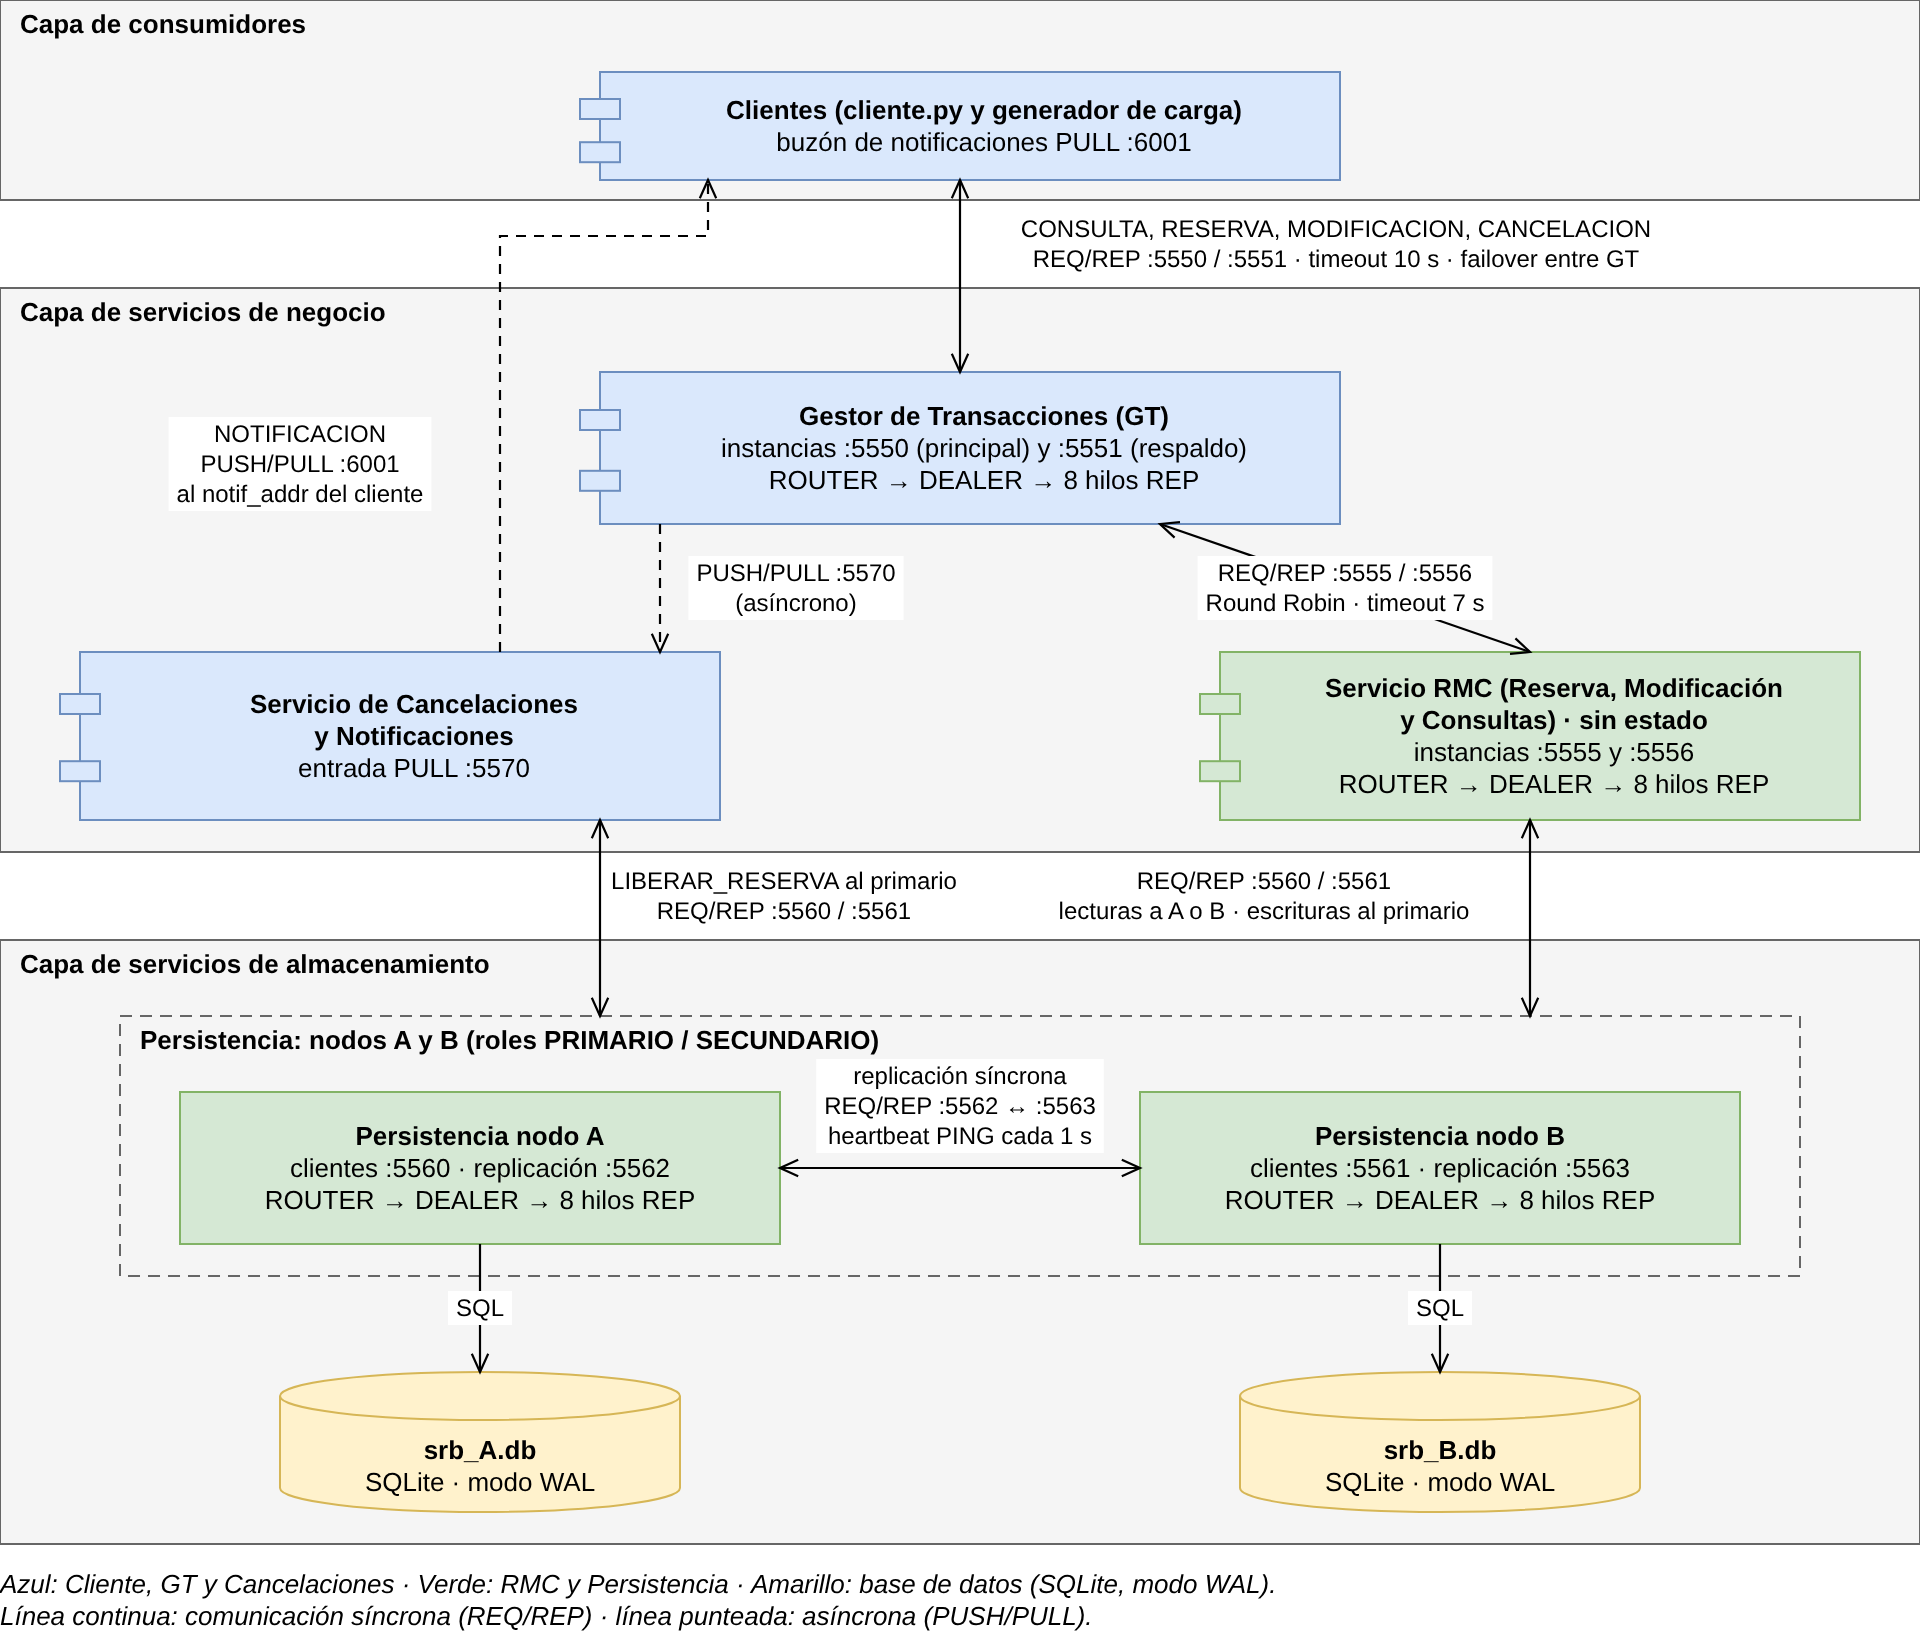 Capa de consumidores
Clientes (cliente.py y generador de carga)
buzón de notificaciones PULL :6001
CONSULTA, RESERVA, MODIFICACION, CANCELACION
REQ/REP :5550 / :5551 · timeout 10 s · failover entre GT
Capa de servicios de negocio
Gestor de Transacciones (GT)
instancias :5550 (principal) y :5551 (respaldo)
ROUTER → DEALER → 8 hilos REP
NOTIFICACION
PUSH/PULL :6001
al notif_addr del cliente
PUSH/PULL :5570
(asíncrono)
REQ/REP :5555 / :5556
Round Robin · timeout 7 s
Servicio de Cancelaciones
y Notificaciones
entrada PULL :5570
Servicio RMC (Reserva, Modificación
y Consultas) · sin estado
instancias :5555 y :5556
ROUTER → DEALER → 8 hilos REP
LIBERAR_RESERVA al primario
REQ/REP :5560 / :5561
REQ/REP :5560 / :5561
lecturas a A o B · escrituras al primario
Capa de servicios de almacenamiento
Persistencia: nodos A y B (roles PRIMARIO / SECUNDARIO)
replicación síncrona
REQ/REP :5562 ↔ :5563
heartbeat PING cada 1 s
Persistencia nodo A
clientes :5560 · replicación :5562
ROUTER → DEALER → 8 hilos REP
Persistencia nodo B
clientes :5561 · replicación :5563
ROUTER → DEALER → 8 hilos REP
SQL
SQL
srb_A.db
SQLite · modo WAL
srb_B.db
SQLite · modo WAL
Azul: Cliente, GT y Cancelaciones · Verde: RMC y Persistencia · Amarillo: base de datos (SQLite, modo WAL).
Línea continua: comunicación síncrona (REQ/REP) · línea punteada: asíncrona (PUSH/PULL).